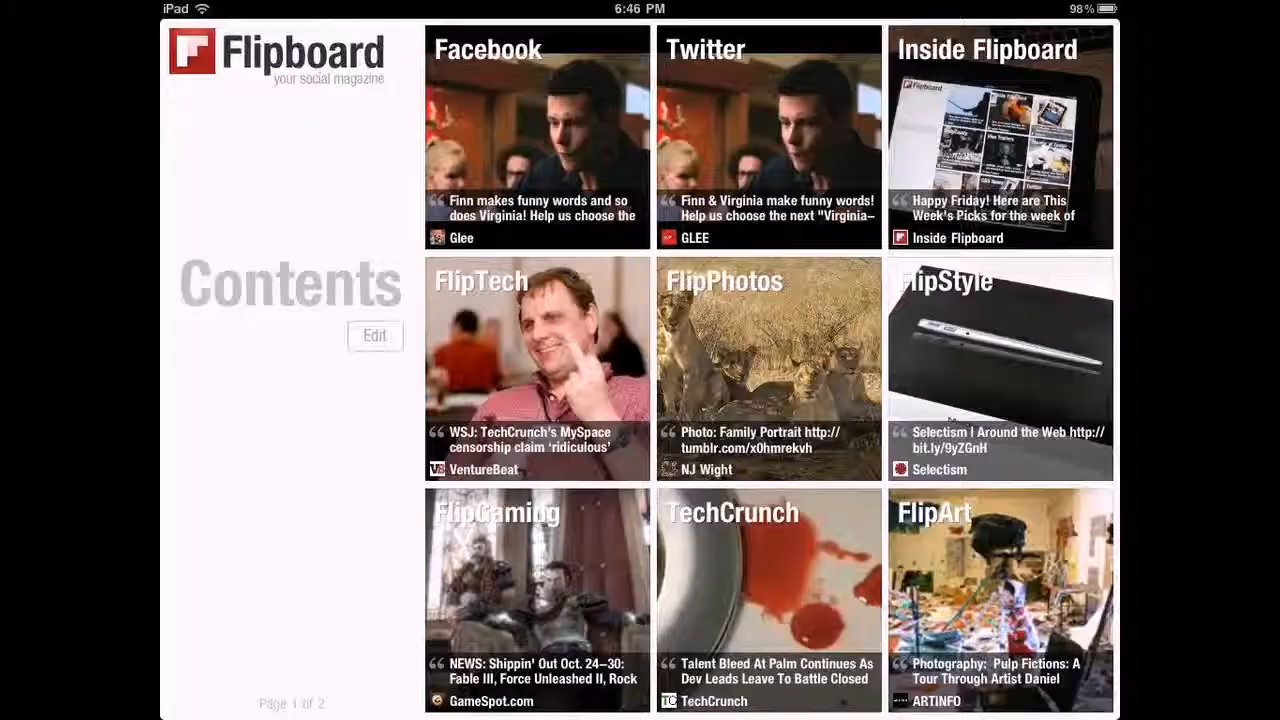 iPad
6:46 PM
98%
Flipboard
your social magazine
Contents
Edit
Page 1 of 2
Facebook
Finn makes funny words and so
does Virginia! Help us choose the
Glee
Twitter
Finn & Virginia make funny words!
Help us choose the next "Virginia–
GLEE
Inside Flipboard
Flipboard
Happy Friday! Here are This
Week's Picks for the week of
Inside Flipboard
FlipTech
WSJ: TechCrunch's MySpace
censorship claim 'ridiculous'
VentureBeat
FlipPhotos
Photo: Family Portrait http://
tumblr.com/x0hmrekvh
NJ Wight
FlipStyle
Selectism | Around the Web http://
bit.ly/9yZGnH
Selectism
FlipGaming
NEWS: Shippin' Out Oct. 24–30:
Fable III, Force Unleashed II, Rock
GameSpot.com
TechCrunch
Talent Bleed At Palm Continues As
Dev Leads Leave To Battle Closed
TechCrunch
FlipArt
Photography: Pulp Fictions: A
Tour Through Artist Daniel
ARTINFO